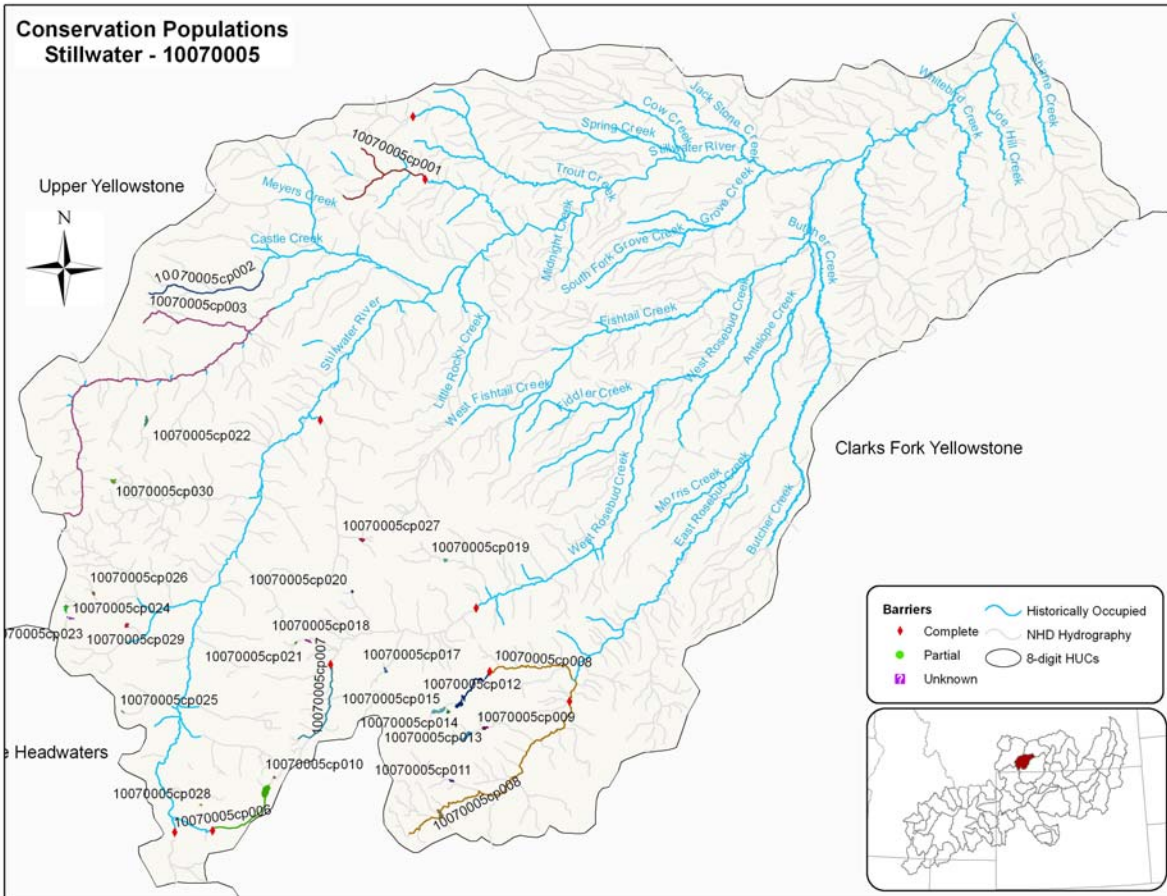 Conservation Populations
Stillwater - 10070005
Upper Yellowstone
N
10070005cp001
Meyers Creek
Castle Creek
10070005cp002
10070005cp003
Jack Stone Creek
Cow Creek
Spring Creek
Stillwater River
Trout Creek
Grove Creek
South Fork Grove Creek
Midnight Creek
Whitebird Creek
Joe Hill Creek
Shane Creek
Butcher Creek
Stillwater River
Little Rocky Creek
Fishtail Creek
West Rosebud Creek
Antelope Creek
West Fishtail Creek
Fiddler Creek
10070005cp022
Clarks Fork Yellowstone
10070005cp030
Morris Creek
East Rosebud Creek
West Rosebud Creek
Butcher Creek
10070005cp027
10070005cp019
10070005cp026
10070005cp020
10070005cp024
10070005cp023
10070005cp029
10070005cp018
10070005cp021
10070005cp007
10070005cp017
10070005cp008
10070005cp012
10070005cp025
10070005cp015
10070005cp014
10070005cp009
10070005cp013
e Headwaters
10070005cp010
10070005cp011
10070005cp028
10070005cp006
10070005cp008
Barriers
Complete
Partial
? Unknown
Historically Occupied
NHD Hydrography
8-digit HUCs